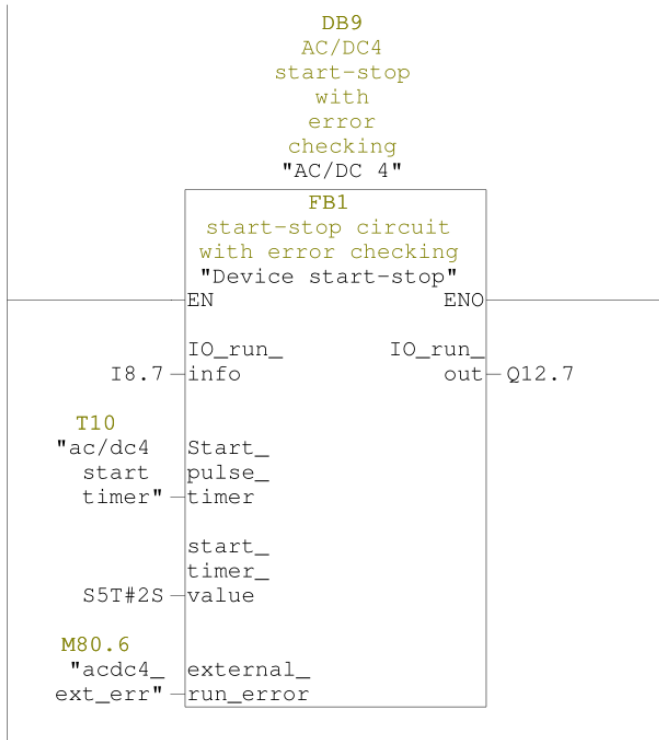 DB9
AC/DC4
start-stop
with
error
checking
"AC/DC 4"
FB1
start-stop circuit
with error checking
"Device start-stop"
EN ENO
IO_run_ IO_run_
I8.7 info out Q12.7
T10
"ac/dc4 Start_
start pulse_
timer" timer
start_
timer_
S5T#2S value
M80.6
"acdc4_ external_
ext_err" run_error